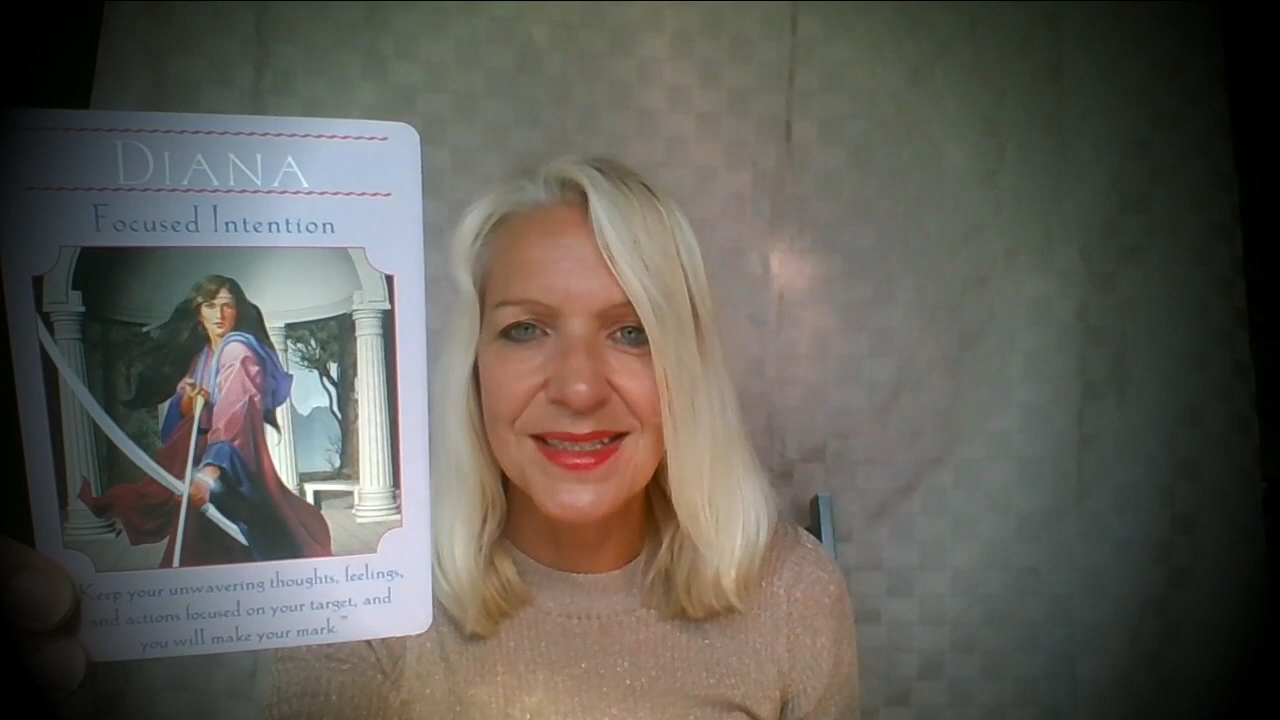 DIANA
Focused Intention
Keep your unwavering thoughts, feelings,
and actions focused on your target, and
you will make your mark."